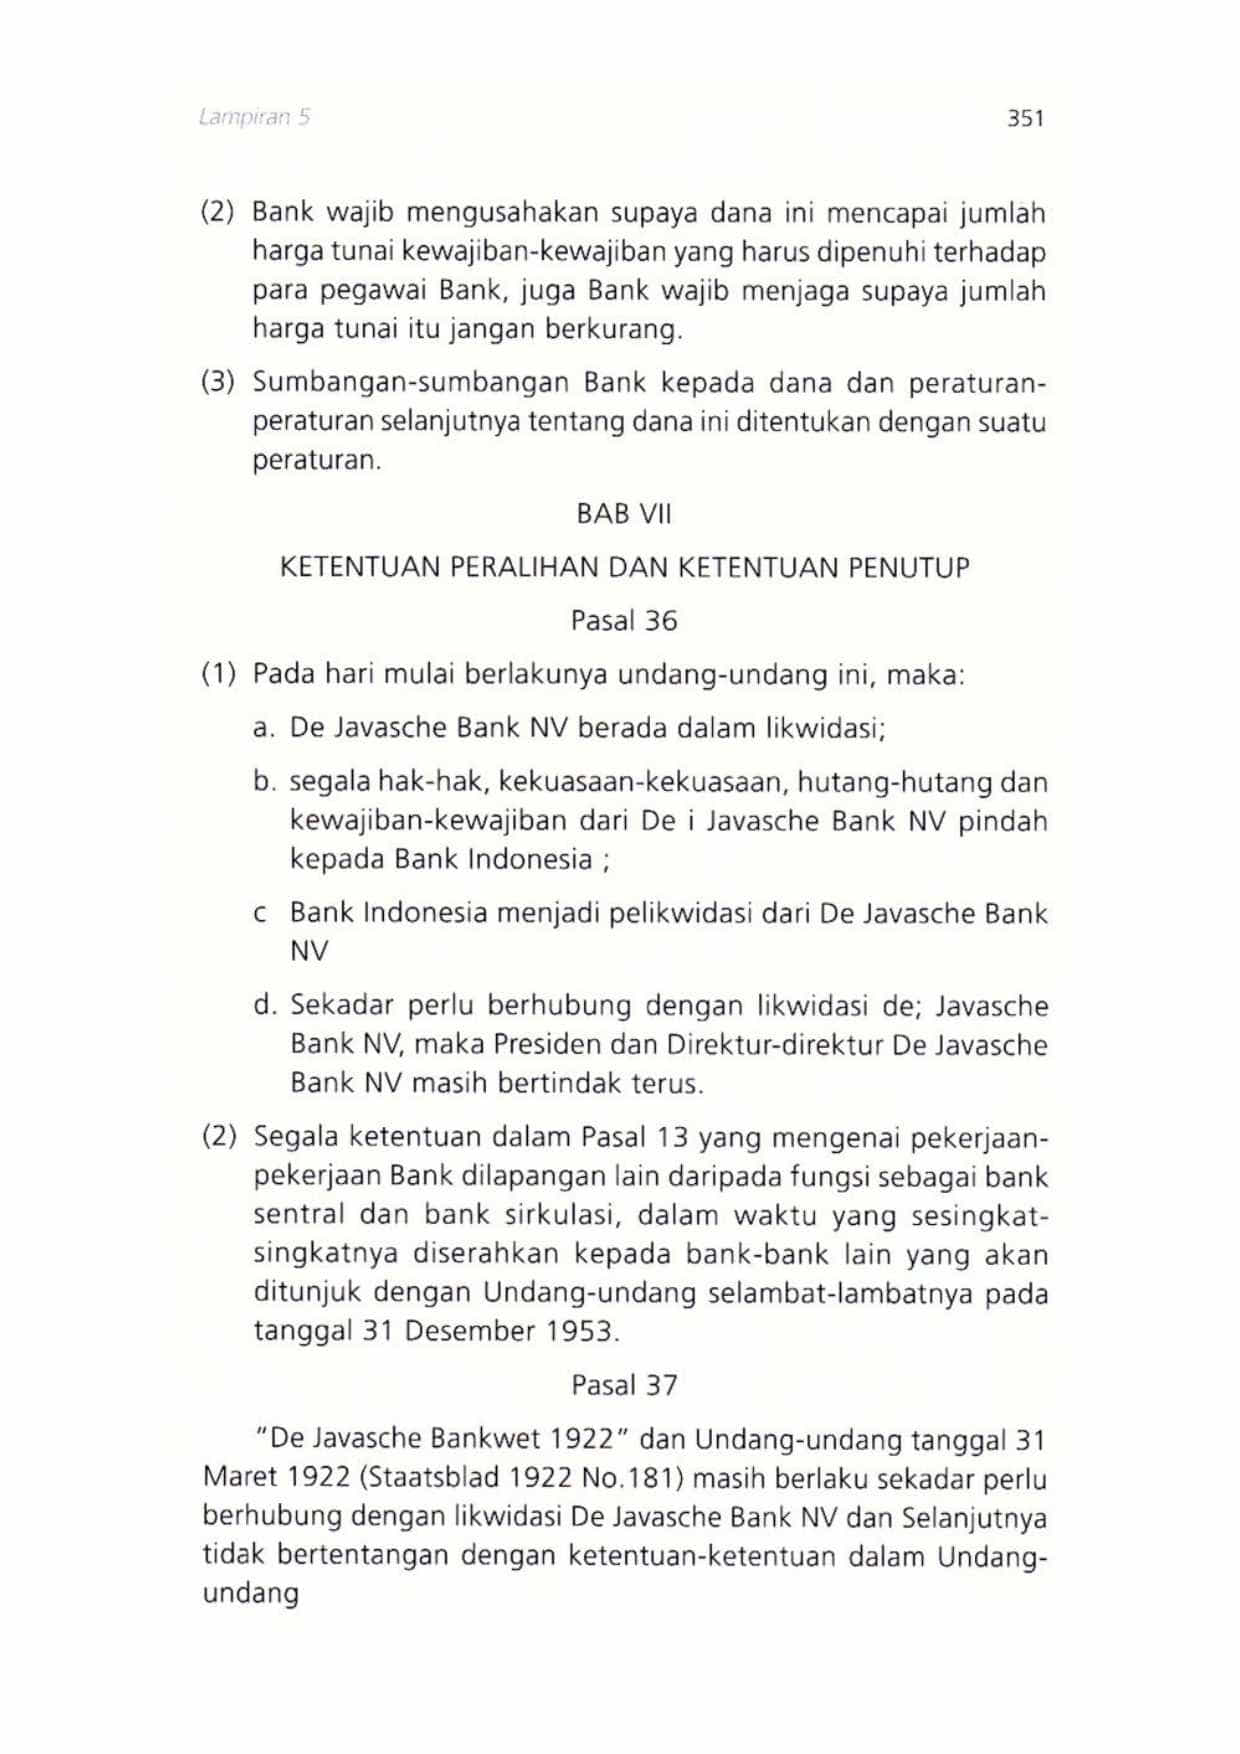 Lampiran 5 351
(2) Bank wajib mengusahakan supaya dana ini mencapai jumlah
harga tunai kewajiban-kewajiban yang harus dipenuhi terhadap
para pegawai Bank, juga Bank wajib menjaga supaya jumlah
harga tunai itu jangan berkurang.
(3) Sumbangan-sumbangan Bank kepada dana dan peraturan-
peraturan selanjutnya tentang dana ini ditentukan dengan suatu
peraturan.
BAB VII
KETENTUAN PERALIHAN DAN KETENTUAN PENUTUP
Pasal 36
(1) Pada hari mulai berlakunya undang-undang ini, maka:
a. De Javasche Bank NV berada dalam likwidasi;
b. segala hak-hak, kekuasaan-kekuasaan, hutang-hutang dan
kewajiban-kewajiban dari De i Javasche Bank NV pindah
kepada Bank Indonesia ;
c Bank Indonesia menjadi pelikwidasi dari De Javasche Bank
NV
d. Sekadar perlu berhubung dengan likwidasi de; Javasche
Bank NV, maka Presiden dan Direktur-direktur De Javasche
Bank NV masih bertindak terus.
(2) Segala ketentuan dalam Pasal 13 yang mengenai pekerjaan-
pekerjaan Bank dilapangan lain daripada fungsi sebagai bank
sentral dan bank sirkulasi, dalam waktu yang sesingkat-
singkatnya diserahkan kepada bank-bank lain yang akan
ditunjuk dengan Undang-undang selambat-lambatnya pada
tanggal 31 Desember 1953.
Pasal 37
"De Javasche Bankwet 1922" dan Undang-undang tanggal 31
Maret 1922 (Staatsblad 1922 No.181) masih berlaku sekadar perlu
berhubung dengan likwidasi De Javasche Bank NV dan Selanjutnya
tidak bertentangan dengan ketentuan-ketentuan dalam Undang-
undang